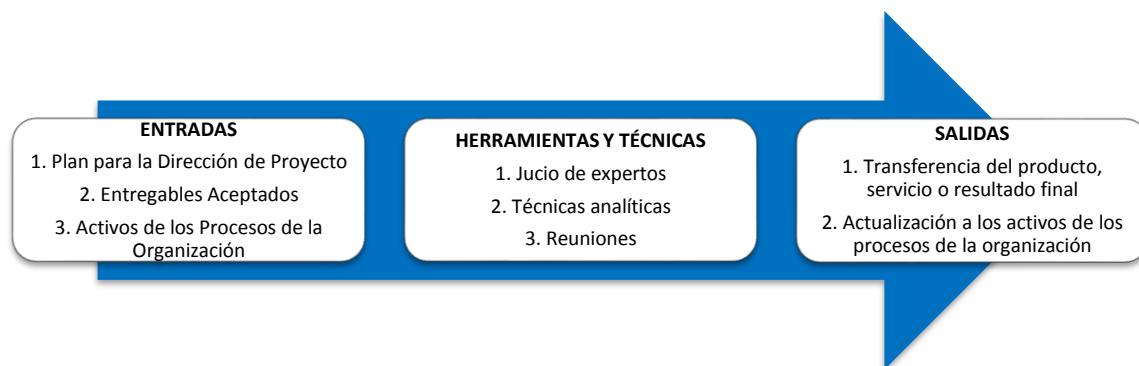 ENTRADAS
1. Plan para la Dirección de Proyecto
2. Entregables Aceptados
3. Activos de los Procesos de la
Organización
HERRAMIENTAS Y TÉCNICAS
1. Jucio de expertos
2. Técnicas analíticas
3. Reuniones
SALIDAS
1. Transferencia del producto,
servicio o resultado final
2. Actualización a los activos de los
procesos de la organización